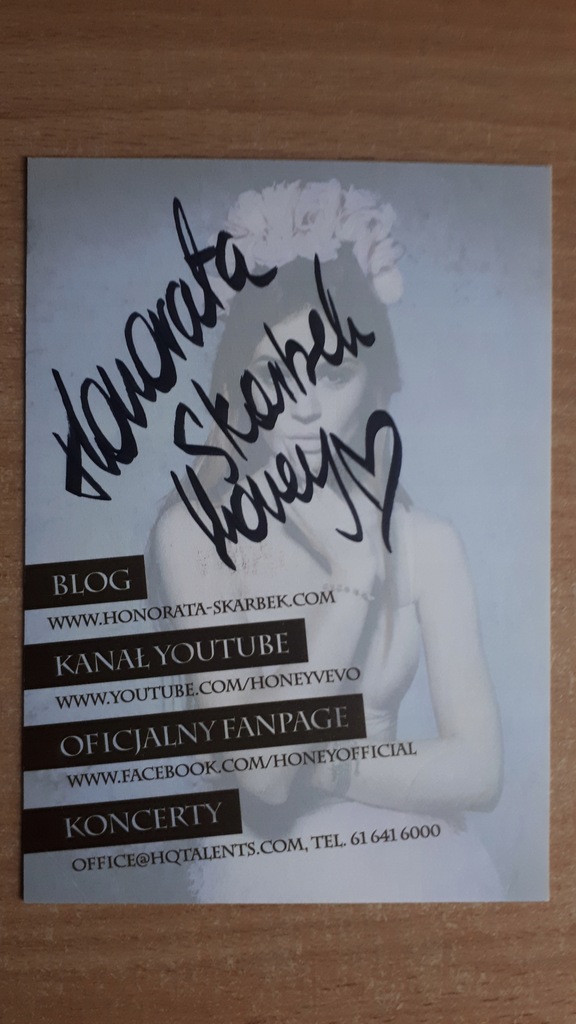 Honorata
Skarbek
Honey
BLOG
WWW.HONORATA-SKARBEK.COM
KANAŁ YOUTUBE
WWW.YOUTUBE.COM/HONEYVEVO
OFICJALNY FANPAGE
WWW.FACEBOOK.COM/HONEYOFFICIAL
KONCERTY
OFFICE@HQTALENTS.COM, TEL. 61 641 6000